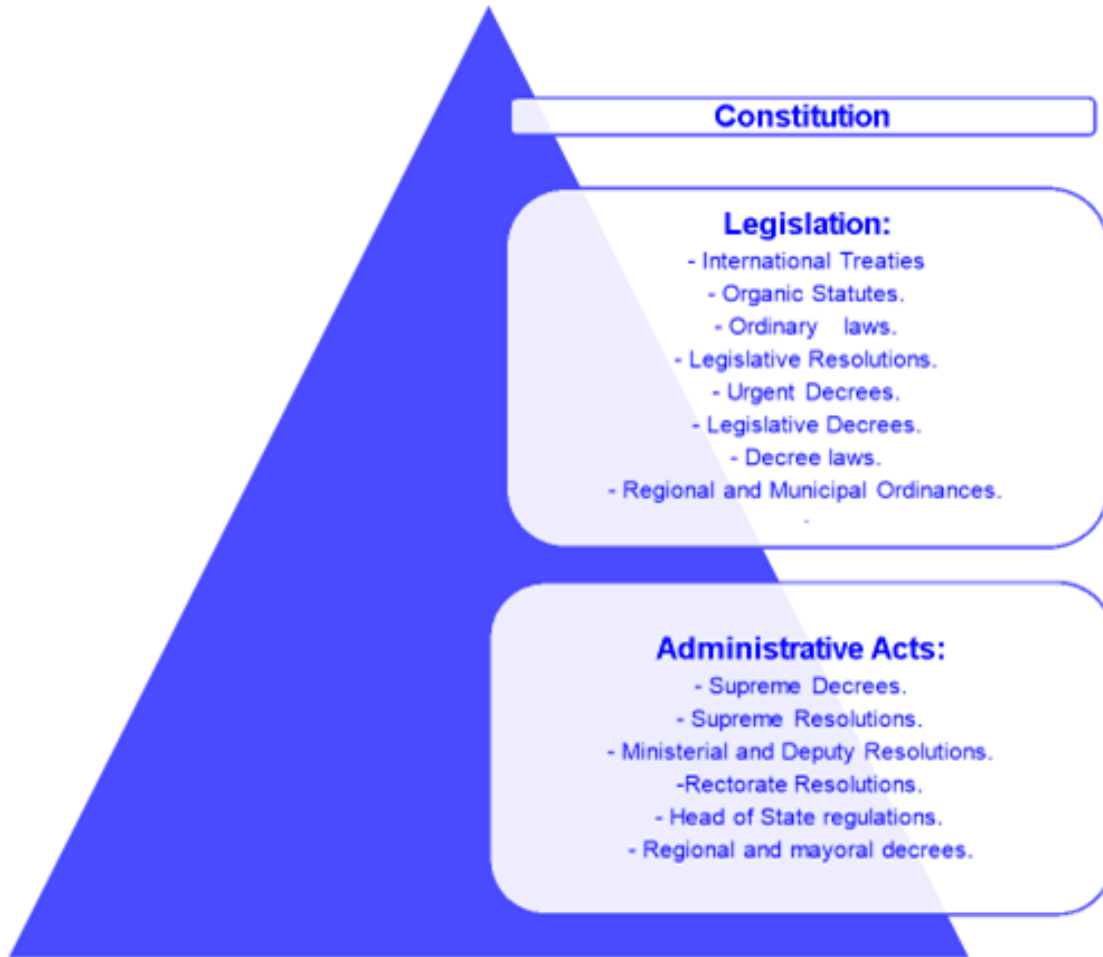 Constitution
Legislation:
- International Treaties
- Organic Statutes.
- Ordinary laws.
- Legislative Resolutions.
- Urgent Decrees.
- Legislative Decrees.
- Decree laws.
- Regional and Municipal Ordinances.
-
Administrative Acts:
- Supreme Decrees.
- Supreme Resolutions.
- Ministerial and Deputy Resolutions.
-Rectorate Resolutions.
- Head of State regulations.
- Regional and mayoral decrees.